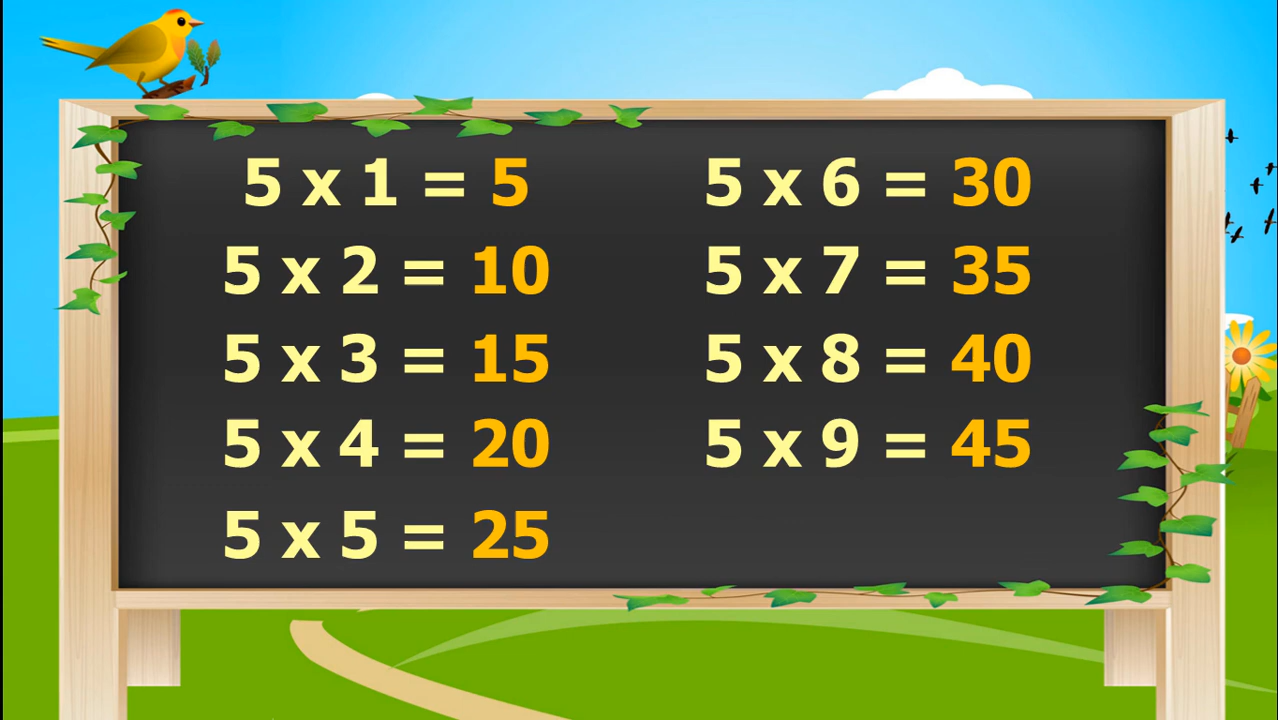 5 x 1 = 5
5 x 2 = 10
5 x 3 = 15
5 x 4 = 20
5 x 5 = 25
5 x 6 = 30
5 x 7 = 35
5 x 8 = 40
5 x 9 = 45